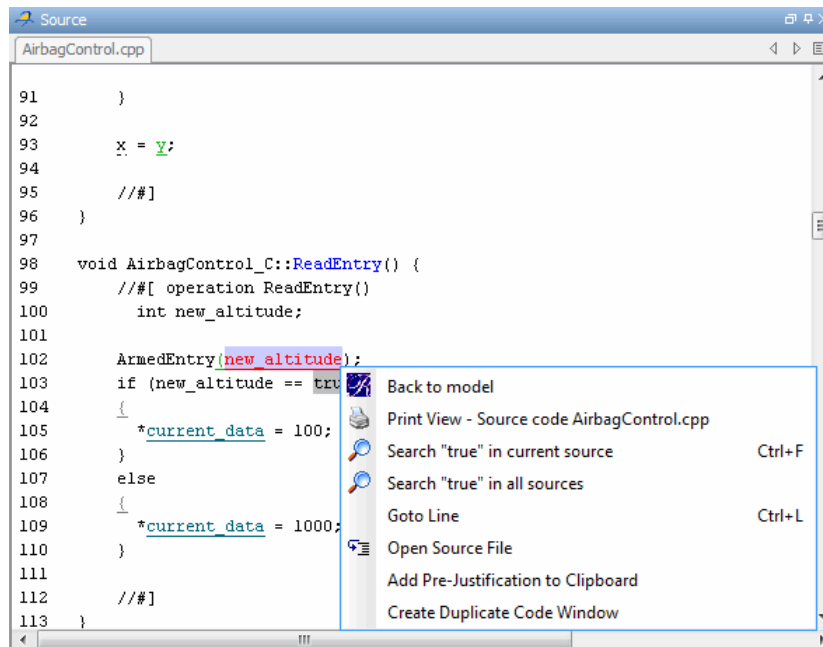 Source
AirbagControl.cpp
91 }
92
93 x = y;
94
95 //#]
96 }
97
98 void AirbagControl_C::ReadEntry() {
99 //#[ operation ReadEntry()
100 int new_altitude;
101
102 ArmedEntry(new_altitude);
103 if (new_altitude == tru
104 {
105 *current_data = 100;
106 }
107 else
108 {
109 *current_data = 1000;
110 }
111
112 //#]
113 }
Back to model
Print View - Source code AirbagControl.cpp
Search "true" in current source Ctrl+F
Search "true" in all sources
Goto Line Ctrl+L
Open Source File
Add Pre-Justification to Clipboard
Create Duplicate Code Window